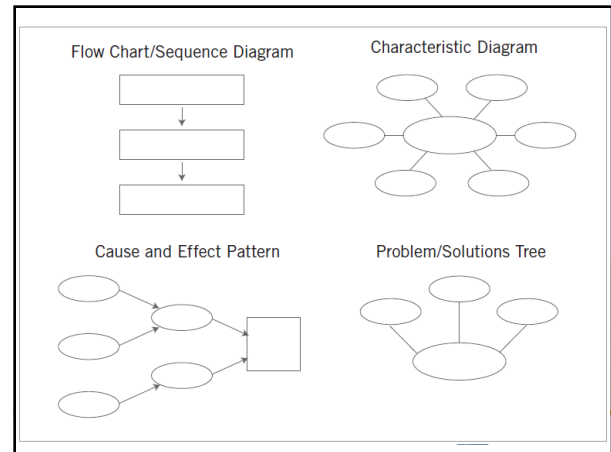 Flow Chart/Sequence Diagram
Characteristic Diagram
Cause and Effect Pattern
Problem/Solutions Tree